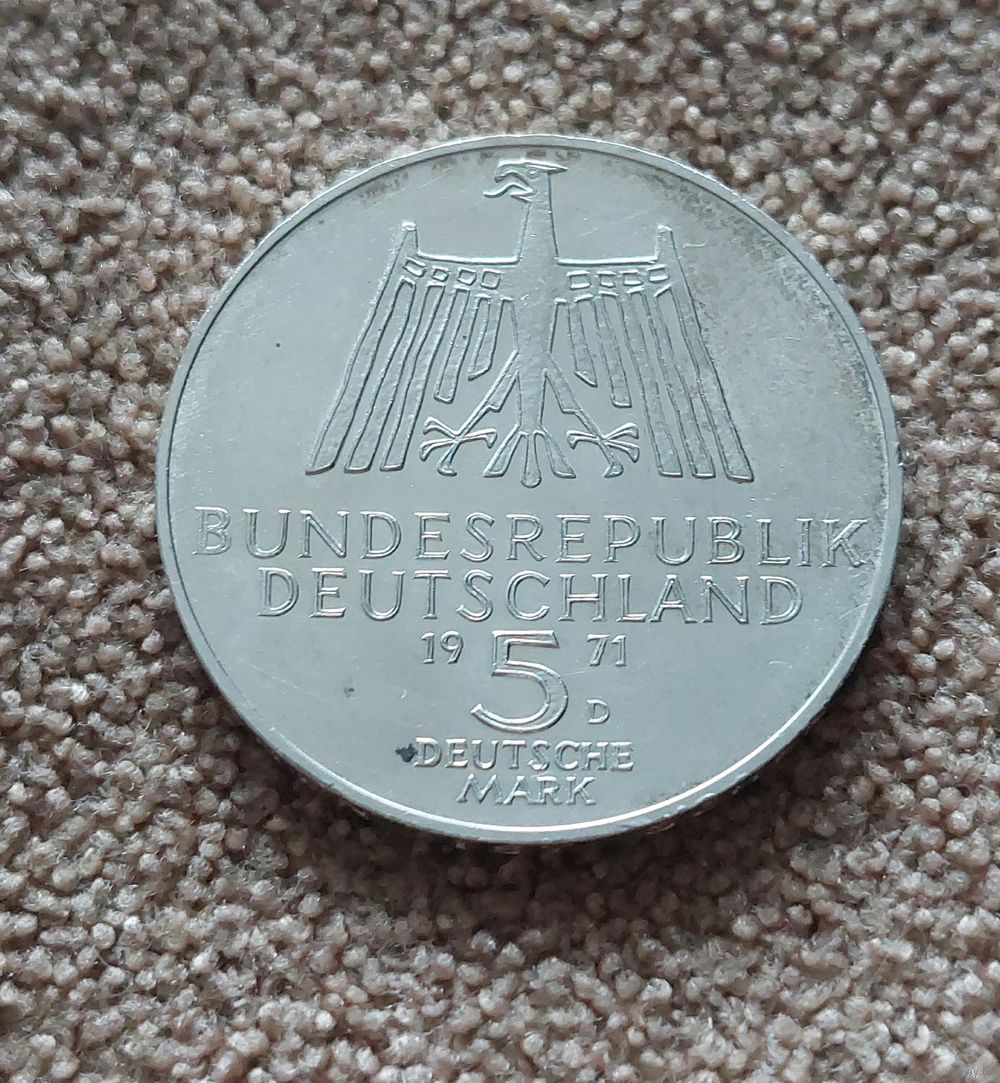 BUNDESREPUBLIK
DEUTSCHLAND
19 5 71
D
DEUTSCHE
MARK